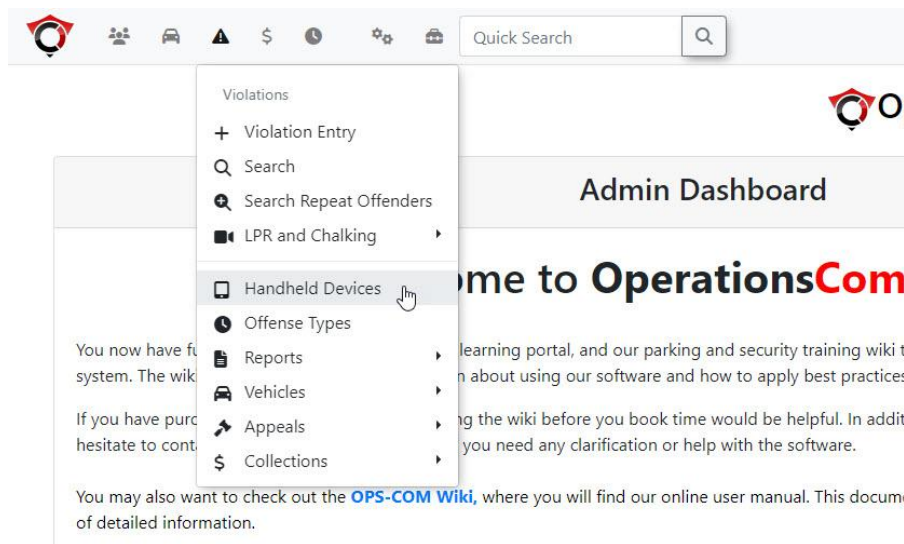 Quick Search
Violations
Violation Entry
Search
Search Repeat Offenders
LPR and Chalking
Handheld Devices
Offense Types
Reports
Vehicles
Appeals
Collections
O
Admin Dashboard
ome to OperationsCom
You now have fu learning portal, and our parking and security training wiki t
system. The wik about using our software and how to apply best practices
If you have purc g the wiki before you book time would be helpful. In addit
hesitate to conta you need any clarification or help with the software.
You may also want to check out the OPS-COM Wiki, where you will find our online user manual. This docume
of detailed information.